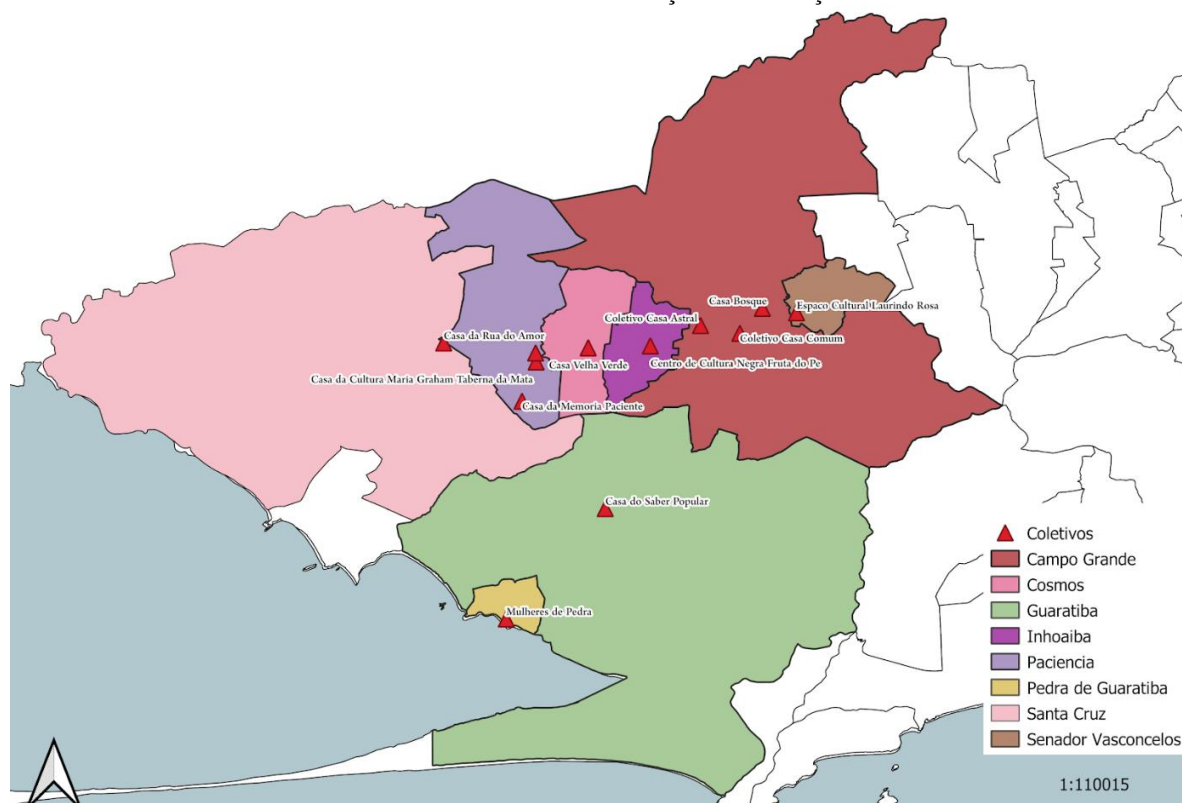 Casa Bosque
Espaco Cultural Laurindo Rosa
Coletivo Casa Astral
Coletivo Casa Comum
Casa da Rua do Amor
Casa Velha Verde
Centro de Cultura Negra Fruta do Pe
Casa da Cultura Maria Graham Taberna da Mata
Casa da Memoria Paciente
Casa do Saber Popular
Mulheres de Pedra
Coletivos
Campo Grande
Cosmos
Guaratiba
Inhoaiba
Paciencia
Pedra de Guaratiba
Santa Cruz
Senador Vasconcelos
1:110015